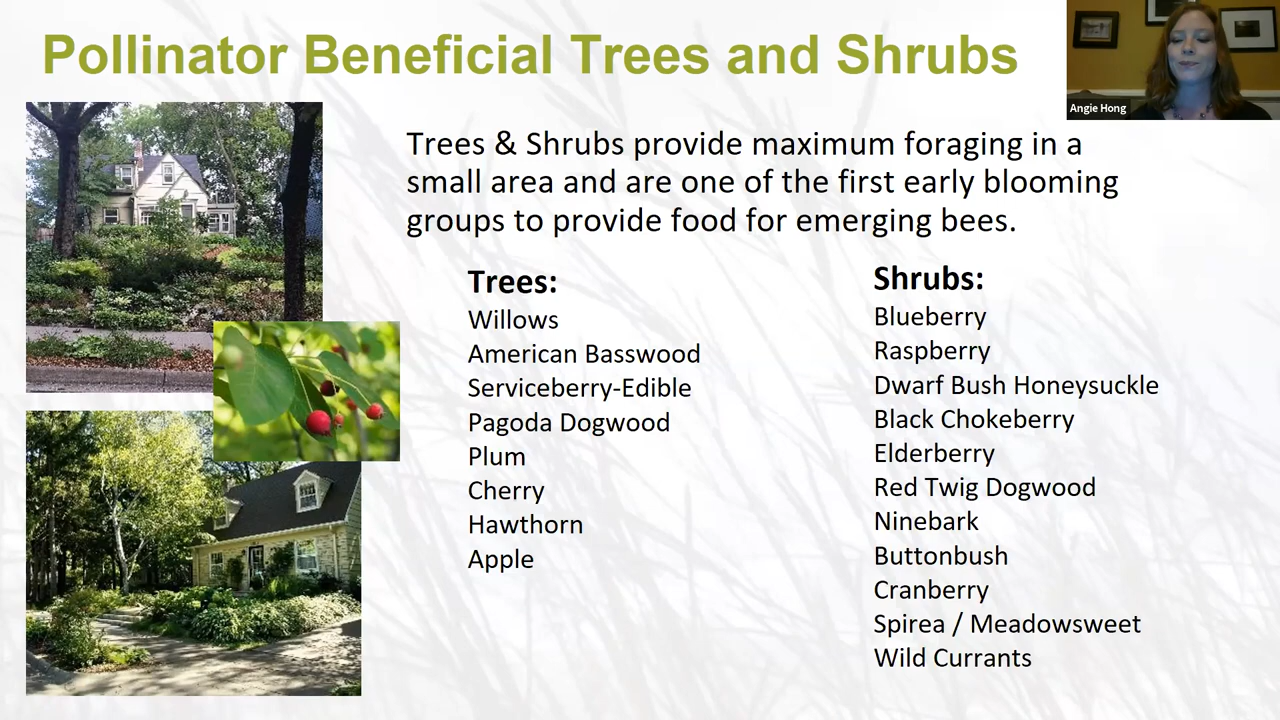 Pollinator Beneficial Trees and Shrubs
Angie Hong
Trees & Shrubs provide maximum foraging in a
small area and are one of the first early blooming
groups to provide food for emerging bees.
Trees:
Willows
American Basswood
Serviceberry-Edible
Pagoda Dogwood
Plum
Cherry
Hawthorn
Apple
Shrubs:
Blueberry
Raspberry
Dwarf Bush Honeysuckle
Black Chokeberry
Elderberry
Red Twig Dogwood
Ninebark
Buttonbush
Cranberry
Spirea / Meadowsweet
Wild Currants